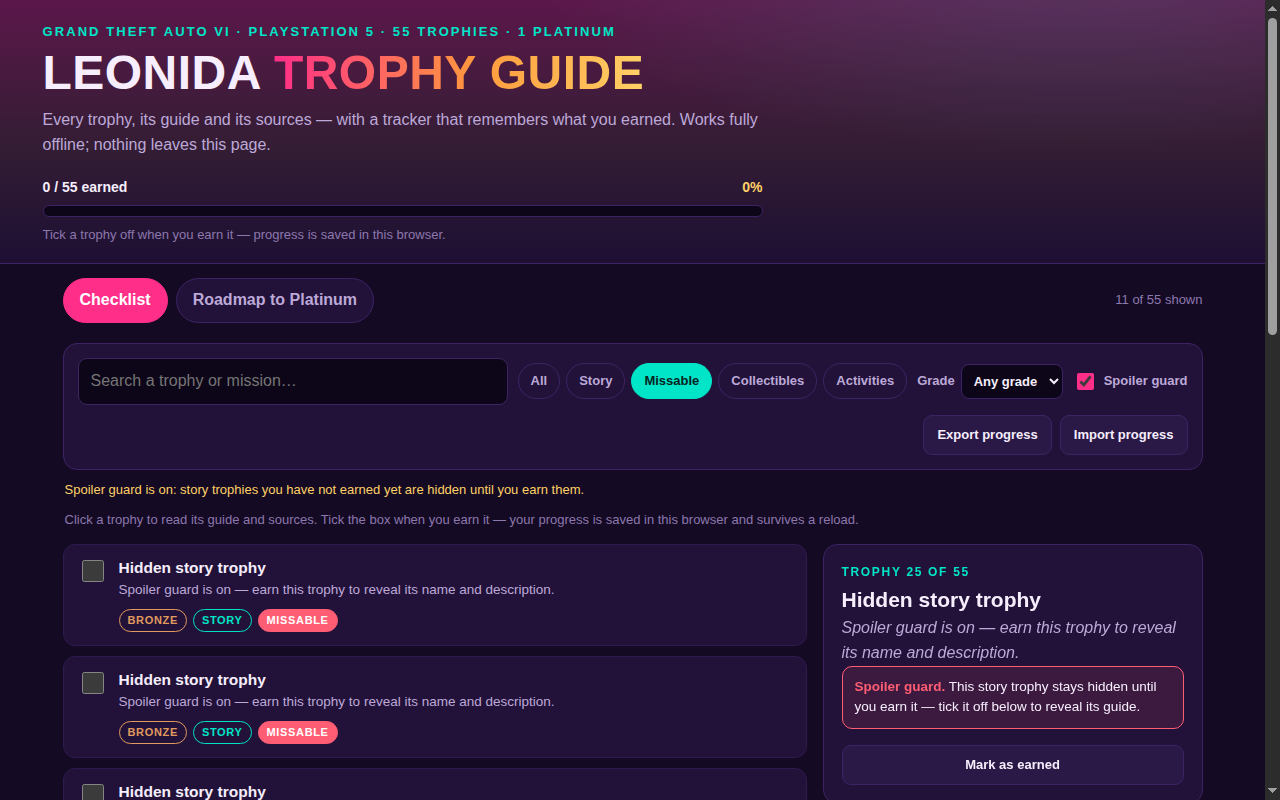 GRAND THEFT AUTO VI · PLAYSTATION 5 · 55 TROPHIES · 1 PLATINUM
LEONIDA TROPHY GUIDE
Every trophy, its guide and its sources — with a tracker that remembers what you earned. Works fully
offline; nothing leaves this page.
0 / 55 earned
0%
Tick a trophy off when you earn it — progress is saved in this browser.
Checklist
Roadmap to Platinum
11 of 55 shown
Search a trophy or mission…
All
Story
Missable
Collectibles
Activities
Grade
Any grade
Spoiler guard
Export progress
Import progress
Spoiler guard is on: story trophies you have not earned yet are hidden until you earn them.
Click a trophy to read its guide and sources. Tick the box when you earn it — your progress is saved in this browser and survives a reload.
Hidden story trophy
Spoiler guard is on — earn this trophy to reveal its name and description.
BRONZE STORY MISSABLE
Hidden story trophy
Spoiler guard is on — earn this trophy to reveal its name and description.
BRONZE STORY MISSABLE
Hidden story trophy
TROPHY 25 OF 55
Hidden story trophy
Spoiler guard is on — earn this trophy to reveal
its name and description.
Spoiler guard. This story trophy stays hidden until
you earn it — tick it off below to reveal its guide.
Mark as earned